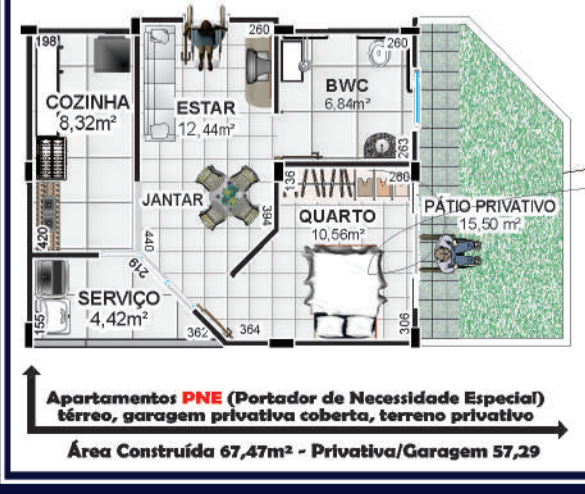 198
260
260
COZINHA
8,32m²
ESTAR
12,44m²
BWC
6,84m²
263
136
280
JANTAR
394
QUARTO
10,56m²
PÁTIO PRIVATIVO
15,50 m²
420
440
219
SERVIÇO
4,42m²
155
362
364
306
Apartamentos PNE (Portador de Necessidade Especial)
térreo, garagem privativa coberta, terreno privativo
Área Construída 67,47m² - Privativa/Garagem 57,29